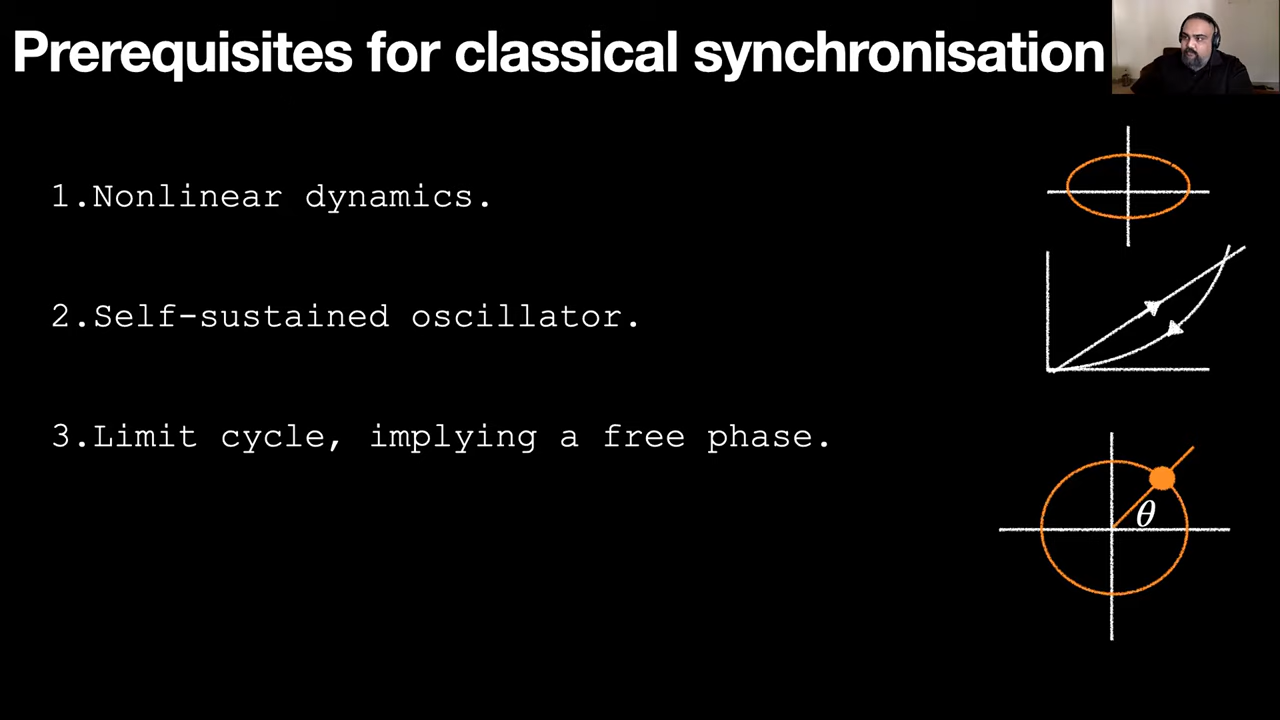 Prerequisites for classical synchronisation
1.Nonlinear dynamics.
2.Self-sustained oscillator.
3.Limit cycle, implying a free phase.
θ